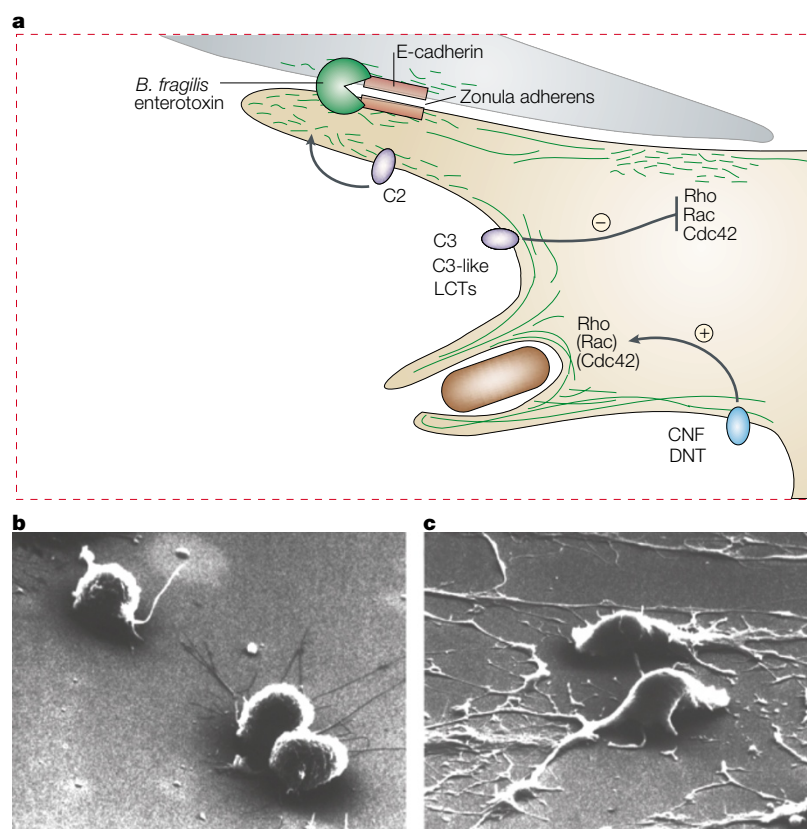 a
E-cadherin
B. fragilis
enterotoxin
Zonula adherens
C2
Rho
Rac
Cdc42
−
C3
C3-like
LCTs
Rho
(Rac)
(Cdc42)
+
CNF
DNT
b
c